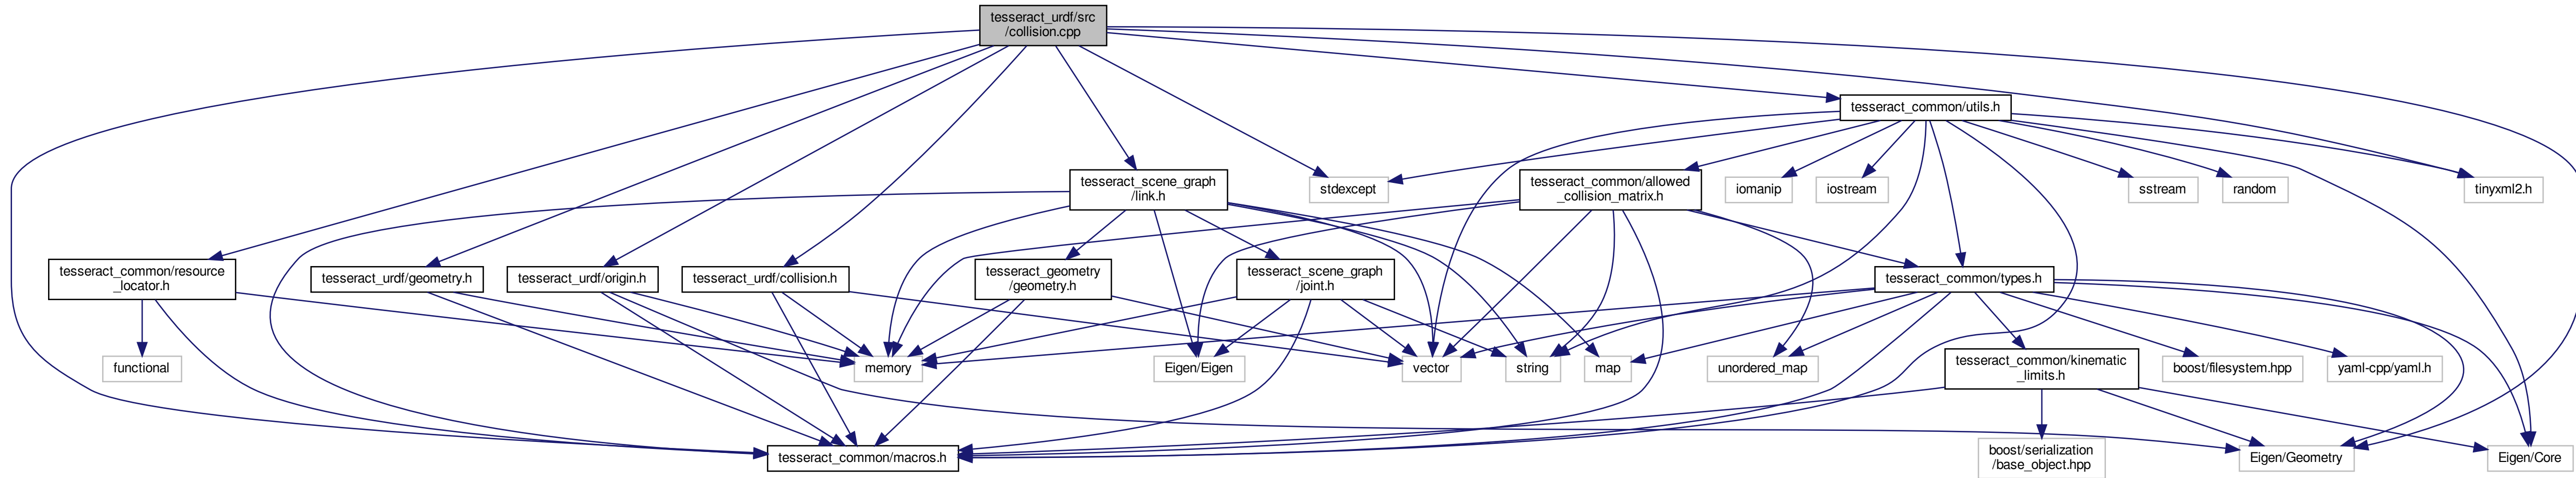 tesseract_urdf/src
/collision.cpp
tesseract_common/utils.h
tesseract_scene_graph
/link.h
stdexcept
tesseract_common/allowed
_collision_matrix.h
iomanip
iostream
sstream
random
tinyxml2.h
tesseract_common/resource
_locator.h
tesseract_urdf/geometry.h
tesseract_urdf/origin.h
tesseract_urdf/collision.h
tesseract_geometry
/geometry.h
tesseract_scene_graph
/joint.h
tesseract_common/types.h
functional
memory
Eigen/Eigen
vector
string
map
unordered_map
tesseract_common/kinematic
_limits.h
boost/filesystem.hpp
yaml-cpp/yaml.h
tesseract_common/macros.h
boost/serialization
/base_object.hpp
Eigen/Geometry
Eigen/Core